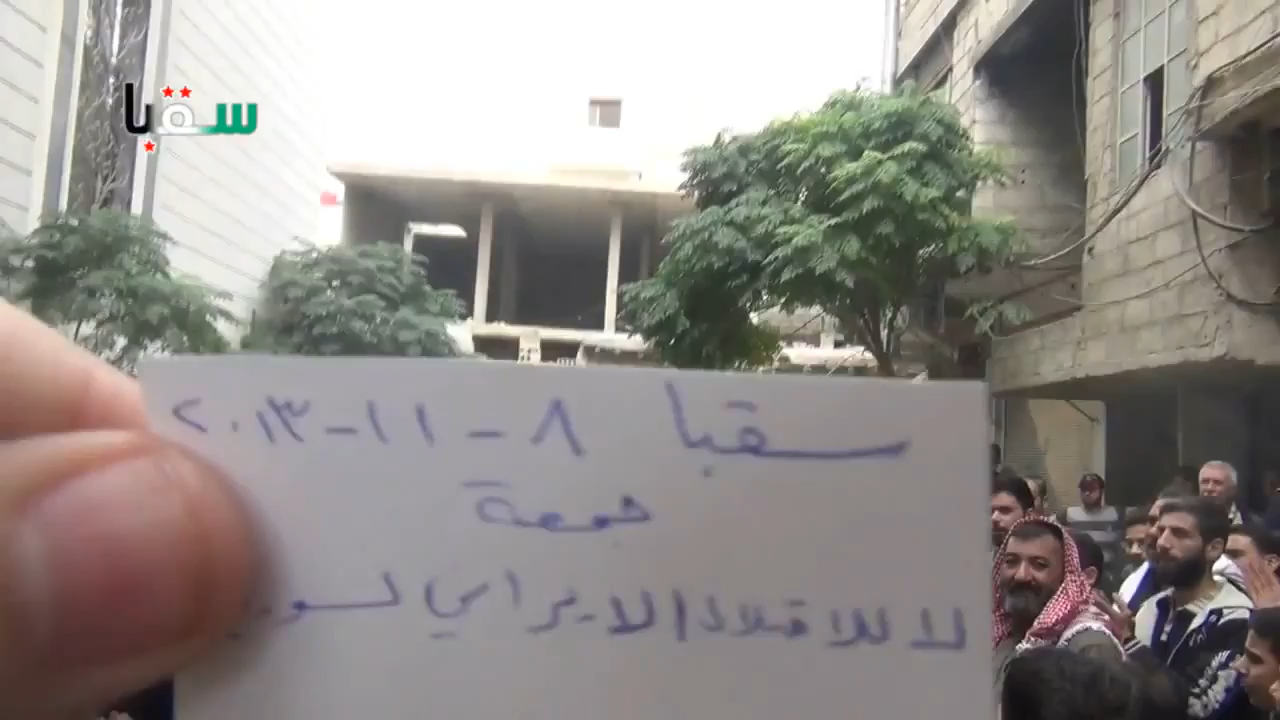 سقبا
سقبا ٨-١١-٢٠١٣
جمعة
لا للاحتلال الايراني